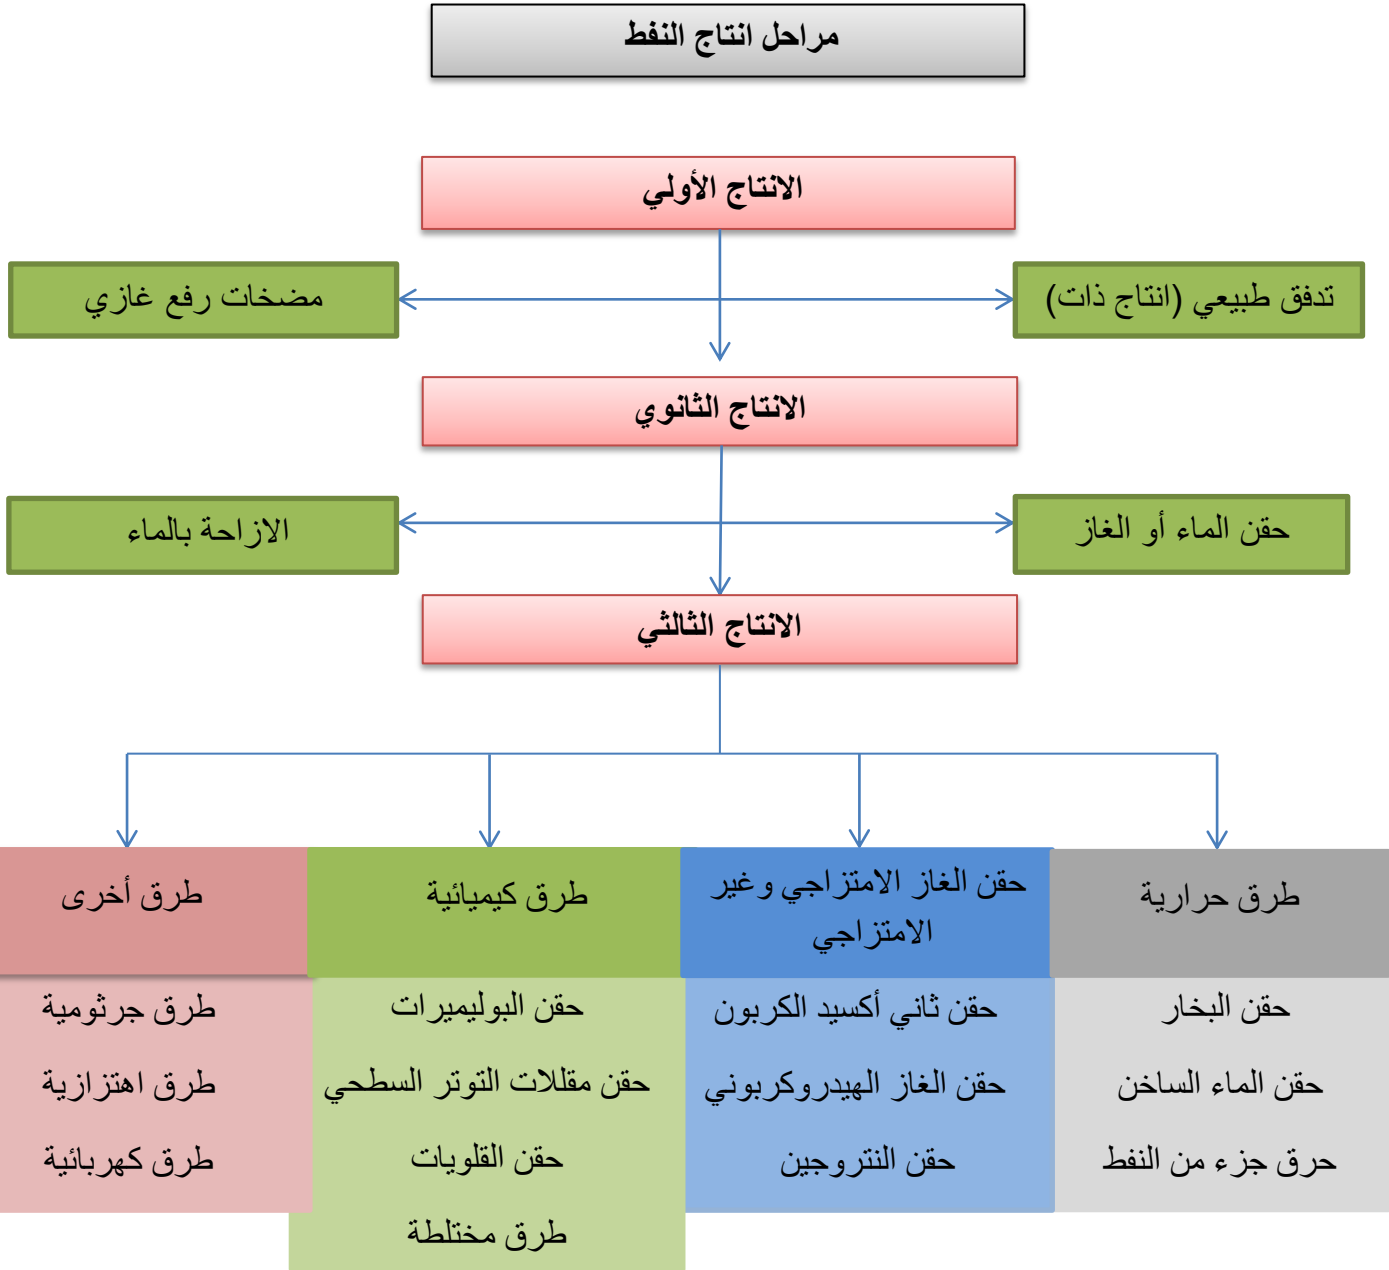 مراحل انتاج النفط
الانتاج الأولي
تدفق طبيعي (انتاج ذات)
مضخات رفع غازي
الانتاج الثانوي
حقن الماء أو الغاز
الازاحة بالماء
الانتاج الثالثي
طرق حرارية
حقن البخار
حقن الماء الساخن
حرق جزء من النفط
حقن الغاز الامتزاجي وغير
الامتزاجي
حقن ثاني أكسيد الكربون
حقن الغاز الهيدروكربوني
حقن النتروجين
طرق كيميائية
حقن البوليميرات
حقن مقللات التوتر السطحي
حقن القلويات
طرق مختلطة
طرق أخرى
طرق جرثومية
طرق اهتزازية
طرق كهربائية